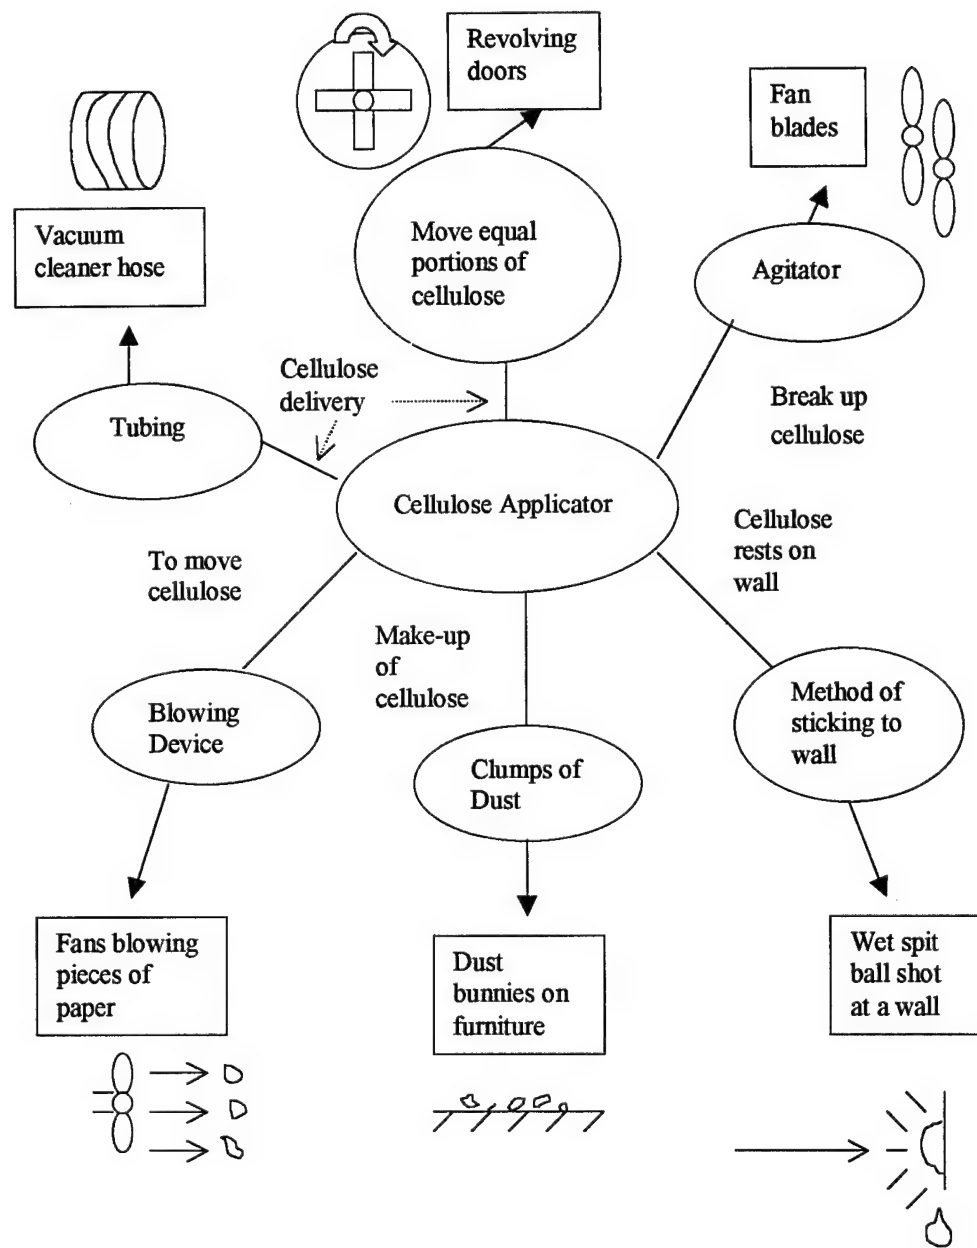 Revolving
doors
Fan
blades
Vacuum
cleaner hose
Move equal
portions of
cellulose
Agitator
Cellulose
delivery
Tubing
Break up
cellulose
Cellulose Applicator
Cellulose
rests on
wall
To move
cellulose
Make-up
of
cellulose
Blowing
Device
Clumps of
Dust
Method of
sticking to
wall
Fans blowing
pieces of
paper
Dust
bunnies on
furniture
Wet spit
ball shot
at a wall